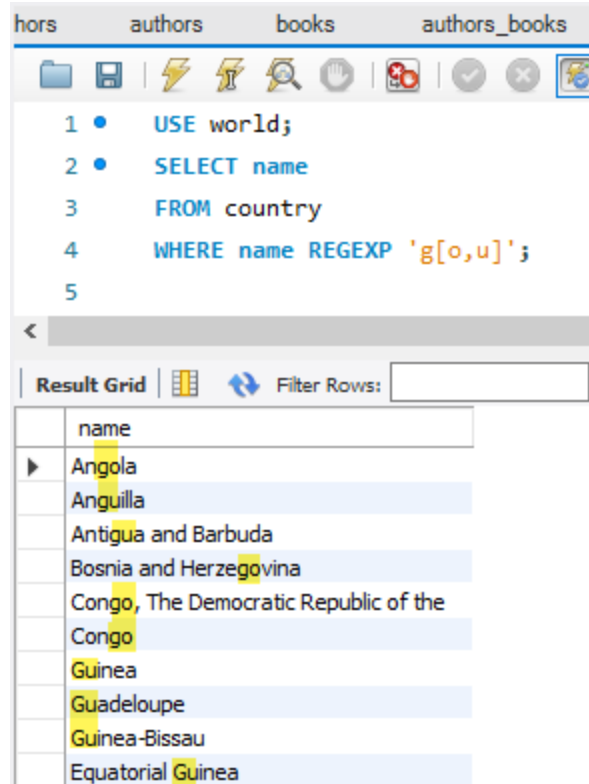 hors authors books authors_books
1 USE world;
2 SELECT name
3 FROM country
4 WHERE name REGEXP 'g[o,u]';
5
Result Grid Filter Rows:
name
Angola
Anguilla
Antigua and Barbuda
Bosnia and Herzegovina
Congo, The Democratic Republic of the
Congo
Guinea
Guadeloupe
Guinea-Bissau
Equatorial Guinea